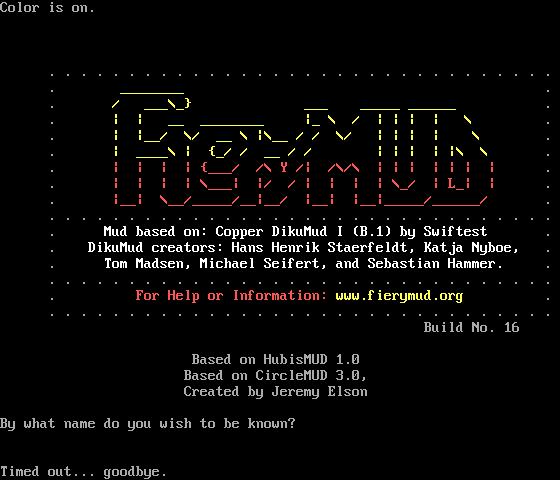 Color is on.
FieryMUD
Mud based on: Copper DikuMud I (B.1) by Swiftest
DikuMud creators: Hans Henrik Staerfeldt, Katja Nyboe,
Tom Madsen, Michael Seifert, and Sebastian Hammer.
For Help or Information: www.fierymud.org
Build No. 16
Based on HubisMUD 1.0
Based on CircleMUD 3.0,
Created by Jeremy Elson
By what name do you wish to be known?
Timed out... goodbye.